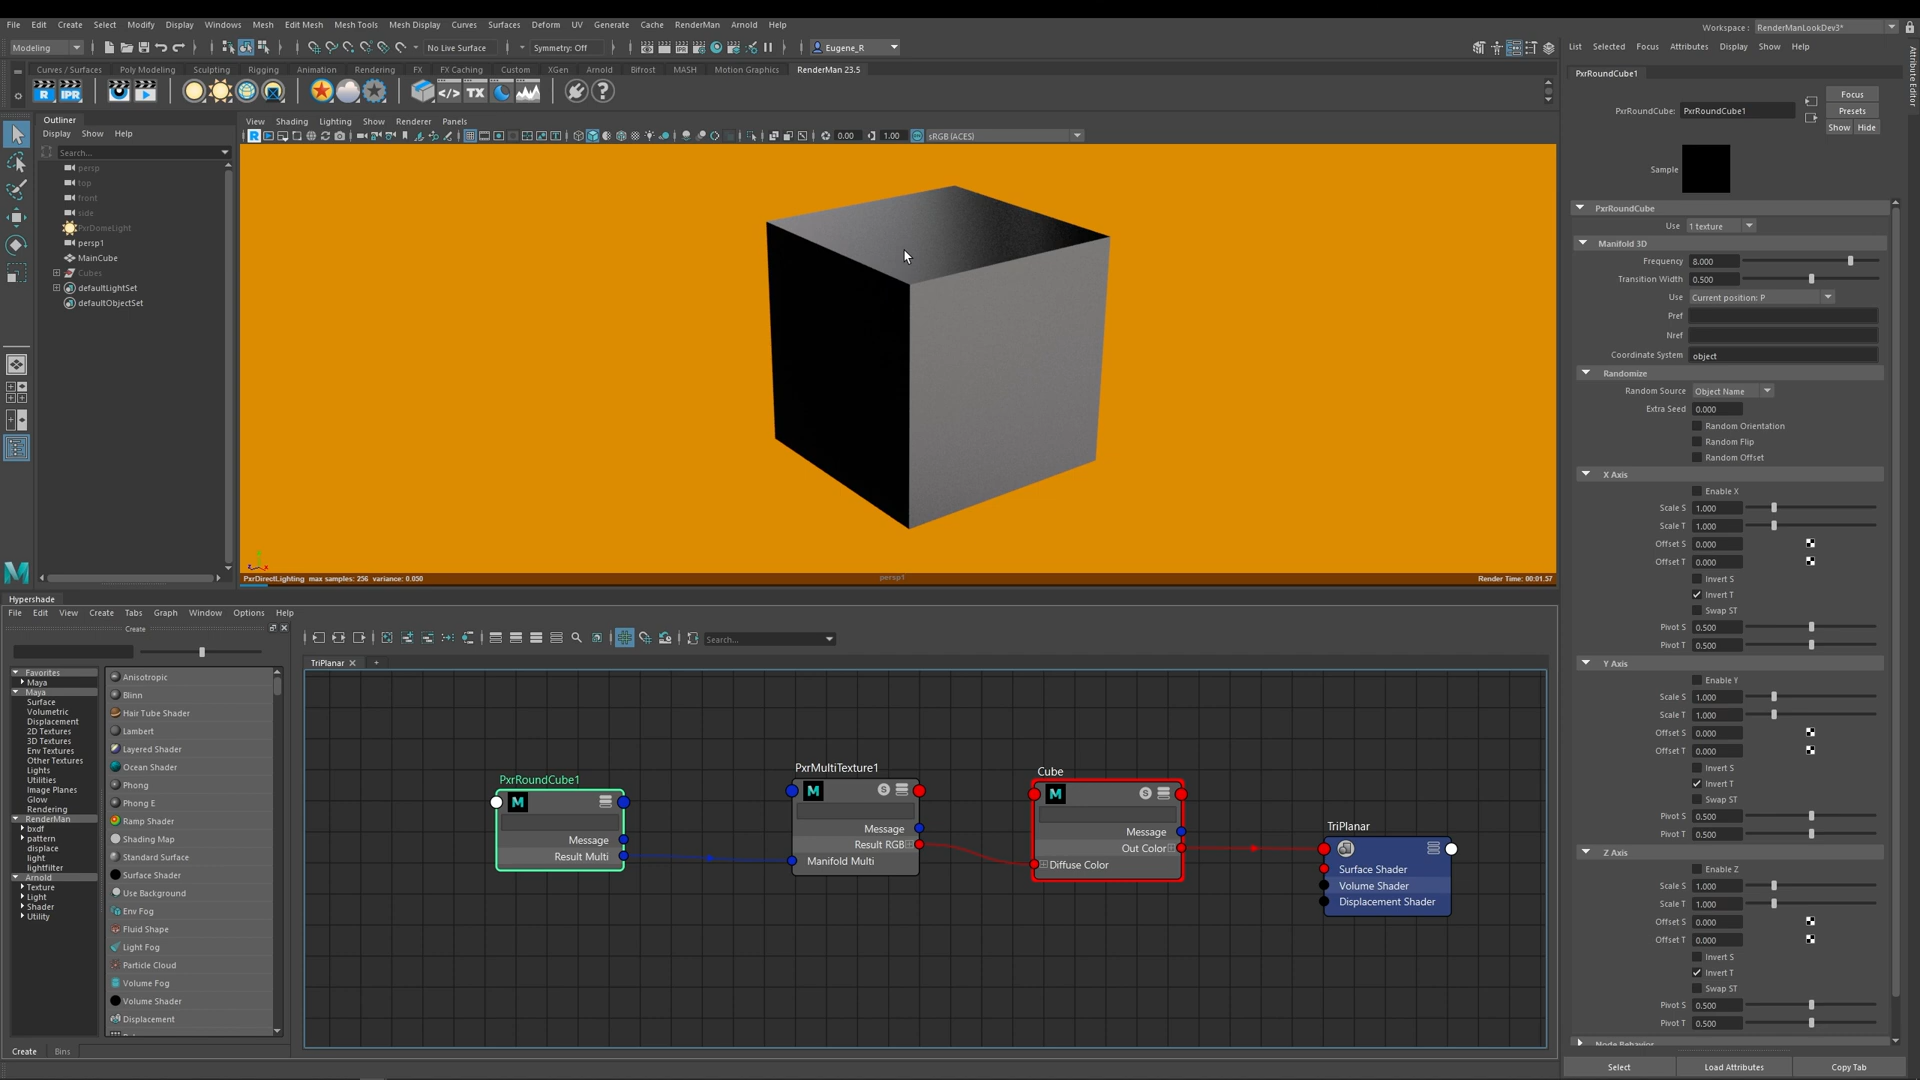 File Edit Create Select Modify Display Windows Mesh Edit Mesh Mesh Tools Mesh Display Curves Surfaces Deform UV Generate Cache RenderMan Arnold Help
Workspace : RenderManLookDev3*
Modeling
No Live Surface
Symmetry: Off
Eugene_R
Curves / Surfaces Poly Modeling Sculpting Rigging Animation Rendering FX FX Caching Custom XGen Arnold Bifrost MASH Motion Graphics RenderMan 23.5
R IPR </> TX
Outliner
Display Show Help
Search...
persp
top
front
side
PxrDomeLight
persp1
MainCube
Cubes
defaultLightSet
defaultObjectSet
View Shading Lighting Show Renderer Panels
0.00 1.00 sRGB (ACES)
PxrDirectLighting max samples: 256 variance: 0.050
persp1
Render Time: 00:01.57
Hypershade
File Edit View Create Tabs Graph Window Options Help
Create
Search...
TriPlanar
Favorites
Maya
Maya
Surface
Volumetric
Displacement
2D Textures
3D Textures
Env Textures
Other Textures
Lights
Utilities
Image Planes
Glow
Rendering
RenderMan
bxdf
pattern
displace
light
lightfilter
Arnold
Texture
Light
Shader
Utility
Anisotropic
Blinn
Hair Tube Shader
Lambert
Layered Shader
Ocean Shader
Phong
Phong E
Ramp Shader
Shading Map
Standard Surface
Surface Shader
Use Background
Env Fog
Fluid Shape
Light Fog
Particle Cloud
Volume Fog
Volume Shader
Displacement
Create Bins
PxrRoundCube1
Message
Result Multi
PxrMultiTexture1
Message
Result RGB
Manifold Multi
Cube
Message
Out Color
Diffuse Color
TriPlanar
Surface Shader
Volume Shader
Displacement Shader
List Selected Focus Attributes Display Show Help
Attribute Editor
PxrRoundCube1
PxrRoundCube: PxrRoundCube1
Focus
Presets
Show Hide
Sample
PxrRoundCube
Use 1 texture
Manifold 3D
Frequency 8.000
Transition Width 0.500
Use Current position: P
Pref
Nref
Coordinate System object
Randomize
Random Source Object Name
Extra Seed 0.000
Random Orientation
Random Flip
Random Offset
X Axis
Enable X
Scale S 1.000
Scale T 1.000
Offset S 0.000
Offset T 0.000
Invert S
Invert T
Swap ST
Pivot S 0.500
Pivot T 0.500
Y Axis
Enable Y
Scale S 1.000
Scale T 1.000
Offset S 0.000
Offset T 0.000
Invert S
Invert T
Swap ST
Pivot S 0.500
Pivot T 0.500
Z Axis
Enable Z
Scale S 1.000
Scale T 1.000
Offset S 0.000
Offset T 0.000
Invert S
Invert T
Swap ST
Pivot S 0.500
Pivot T 0.500
Node Behavior
Select Load Attributes Copy Tab